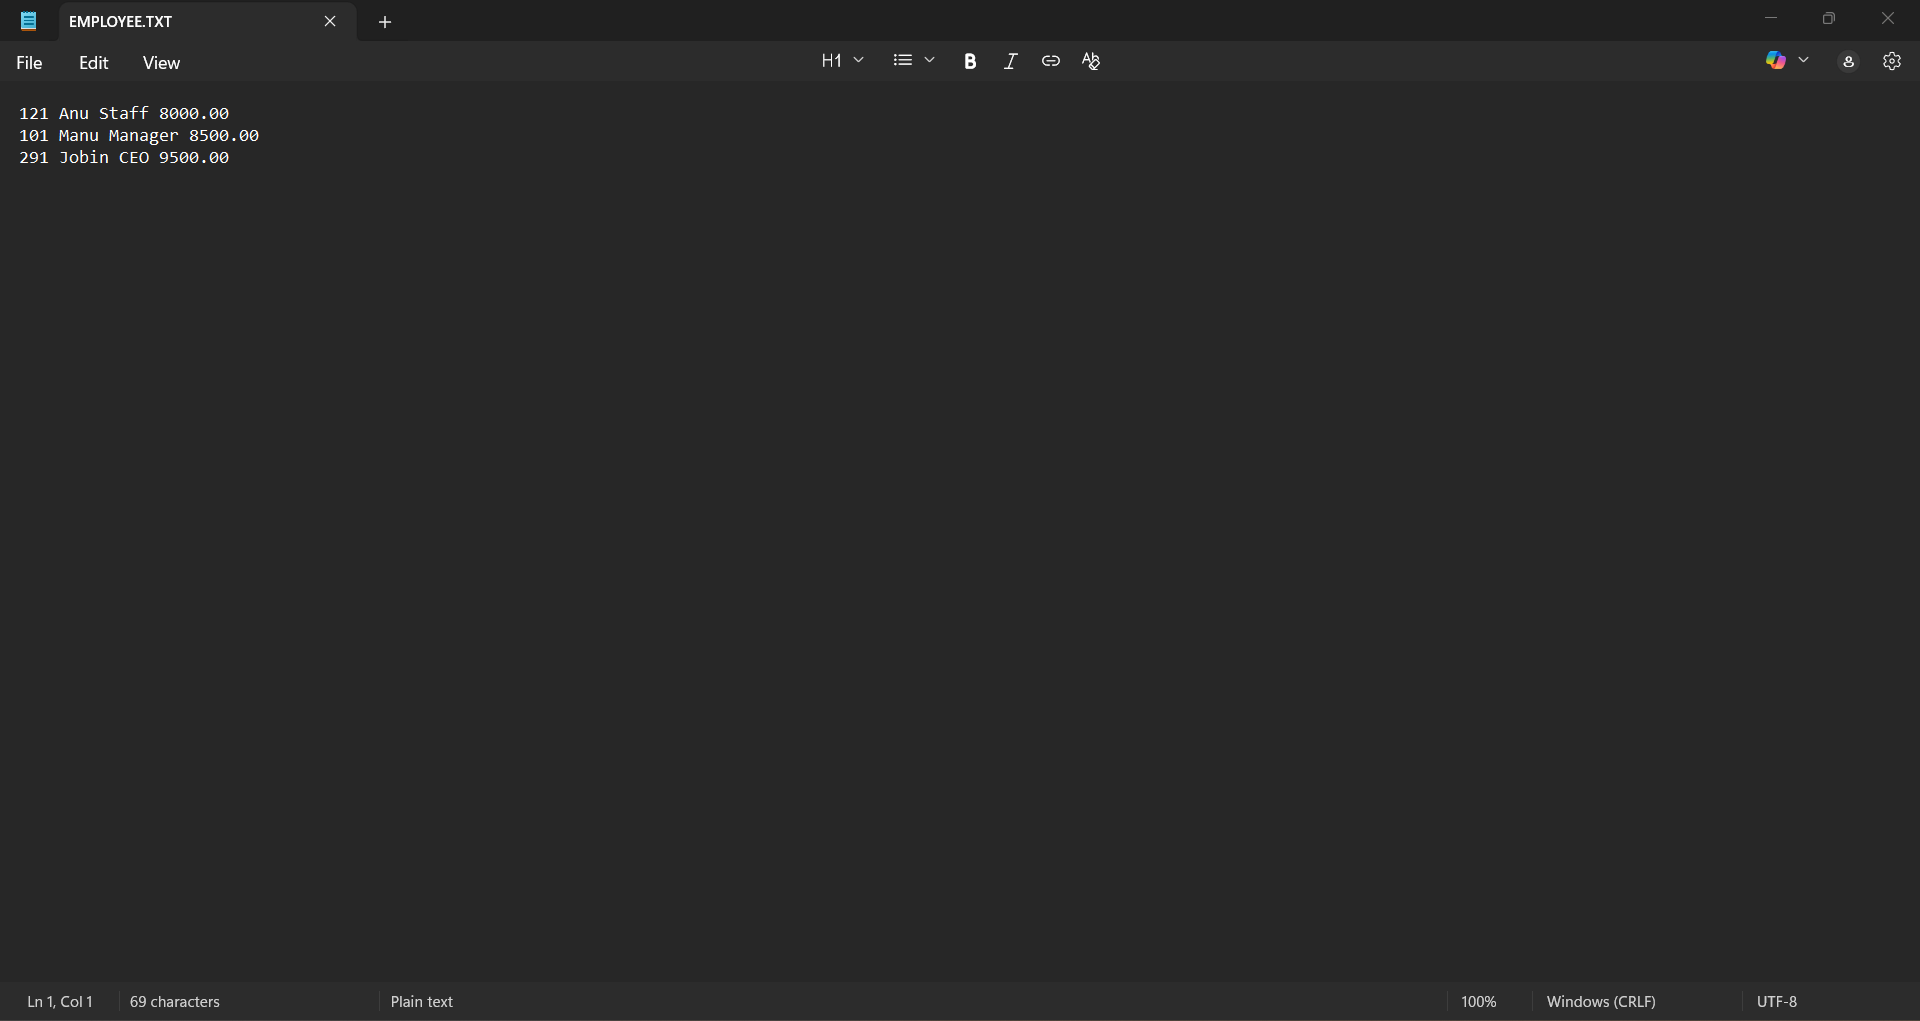 EMPLOYEE.TXT
File Edit View
H1
121 Anu Staff 8000.00
101 Manu Manager 8500.00
291 Jobin CEO 9500.00
Ln 1, Col 1 69 characters Plain text 100% Windows (CRLF) UTF-8